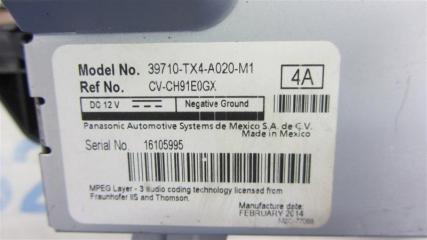 Model No. 39710-TX4-A020-M1
4A
Ref No. CV-CH91E0GX
DC 12 V Negative Ground
Panasonic Automotive Systems de Mexico S.A. de C.V.
Made in Mexico
Serial No. 16105995
MPEG Layer - 3 audio coding technology licensed from
Fraunhofer IIS and Thomson.
Manufacture date:
FEBRUARY 2014